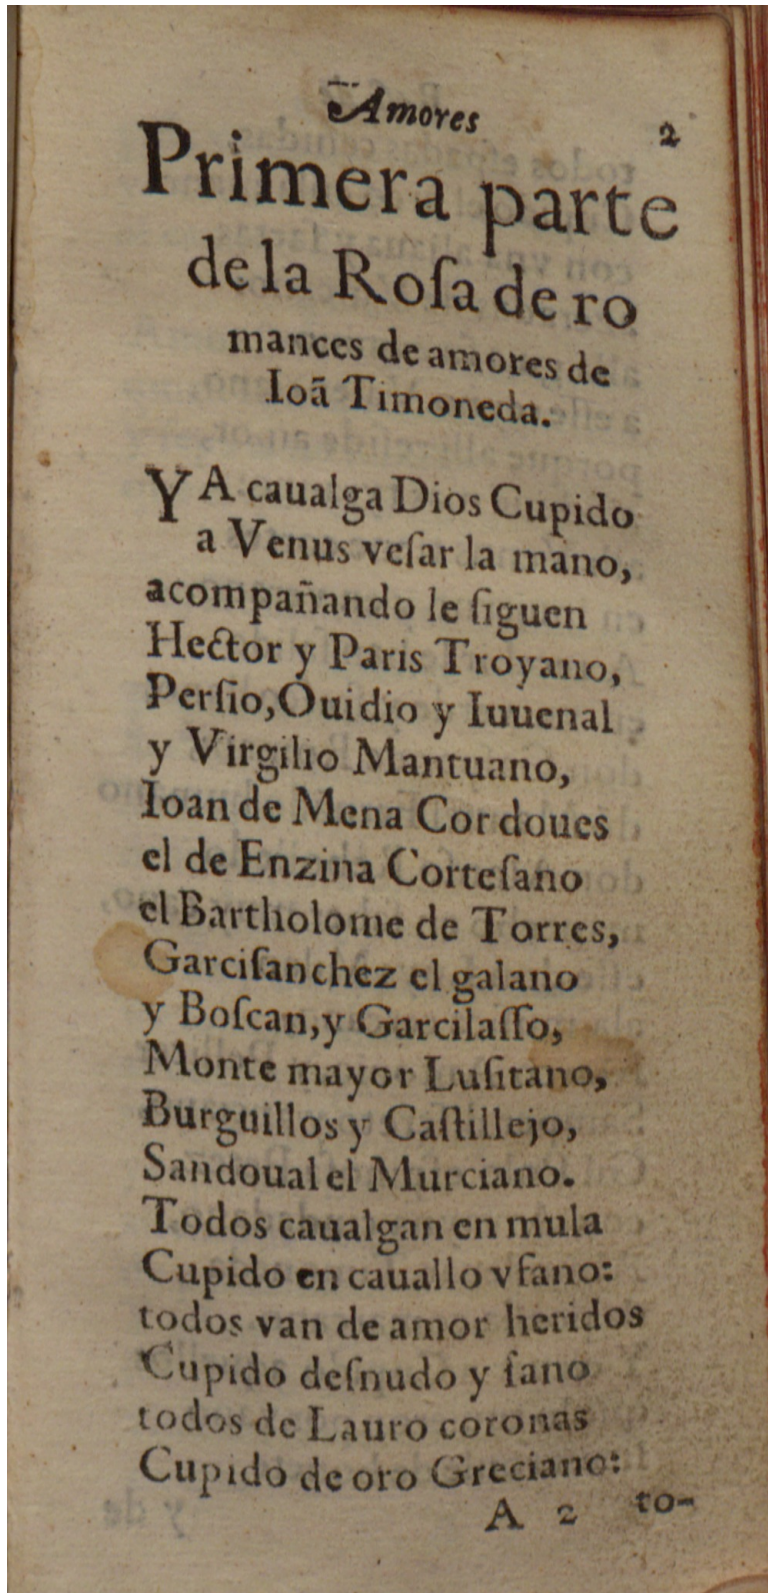 Amores
2
Primera parte
de la Roſa de ro
mances de amores de
Ioā Timoneda.
YA caualga Dios Cupido
a Venus veſar la mano,
acompañando le ſiguen
Hector y Paris Troyano,
Perſio, Ouidio y Iuuenal
y Virgilio Mantuano,
Ioan de Mena Cordoues
el de Enzina Corteſano
el Bartholome de Torres,
Garciſanchez el galano
y Boſcan, y Garcilaſſo,
Monte mayor Luſitano,
Burguillos y Caſtillejo,
Sandoual el Murciano.
Todos caualgan en mula
Cupido en cauallo vfano:
todos van de amor heridos
Cupido deſnudo y ſano
todos de Lauro coronas
Cupido de oro Greciano:
A 2 to-